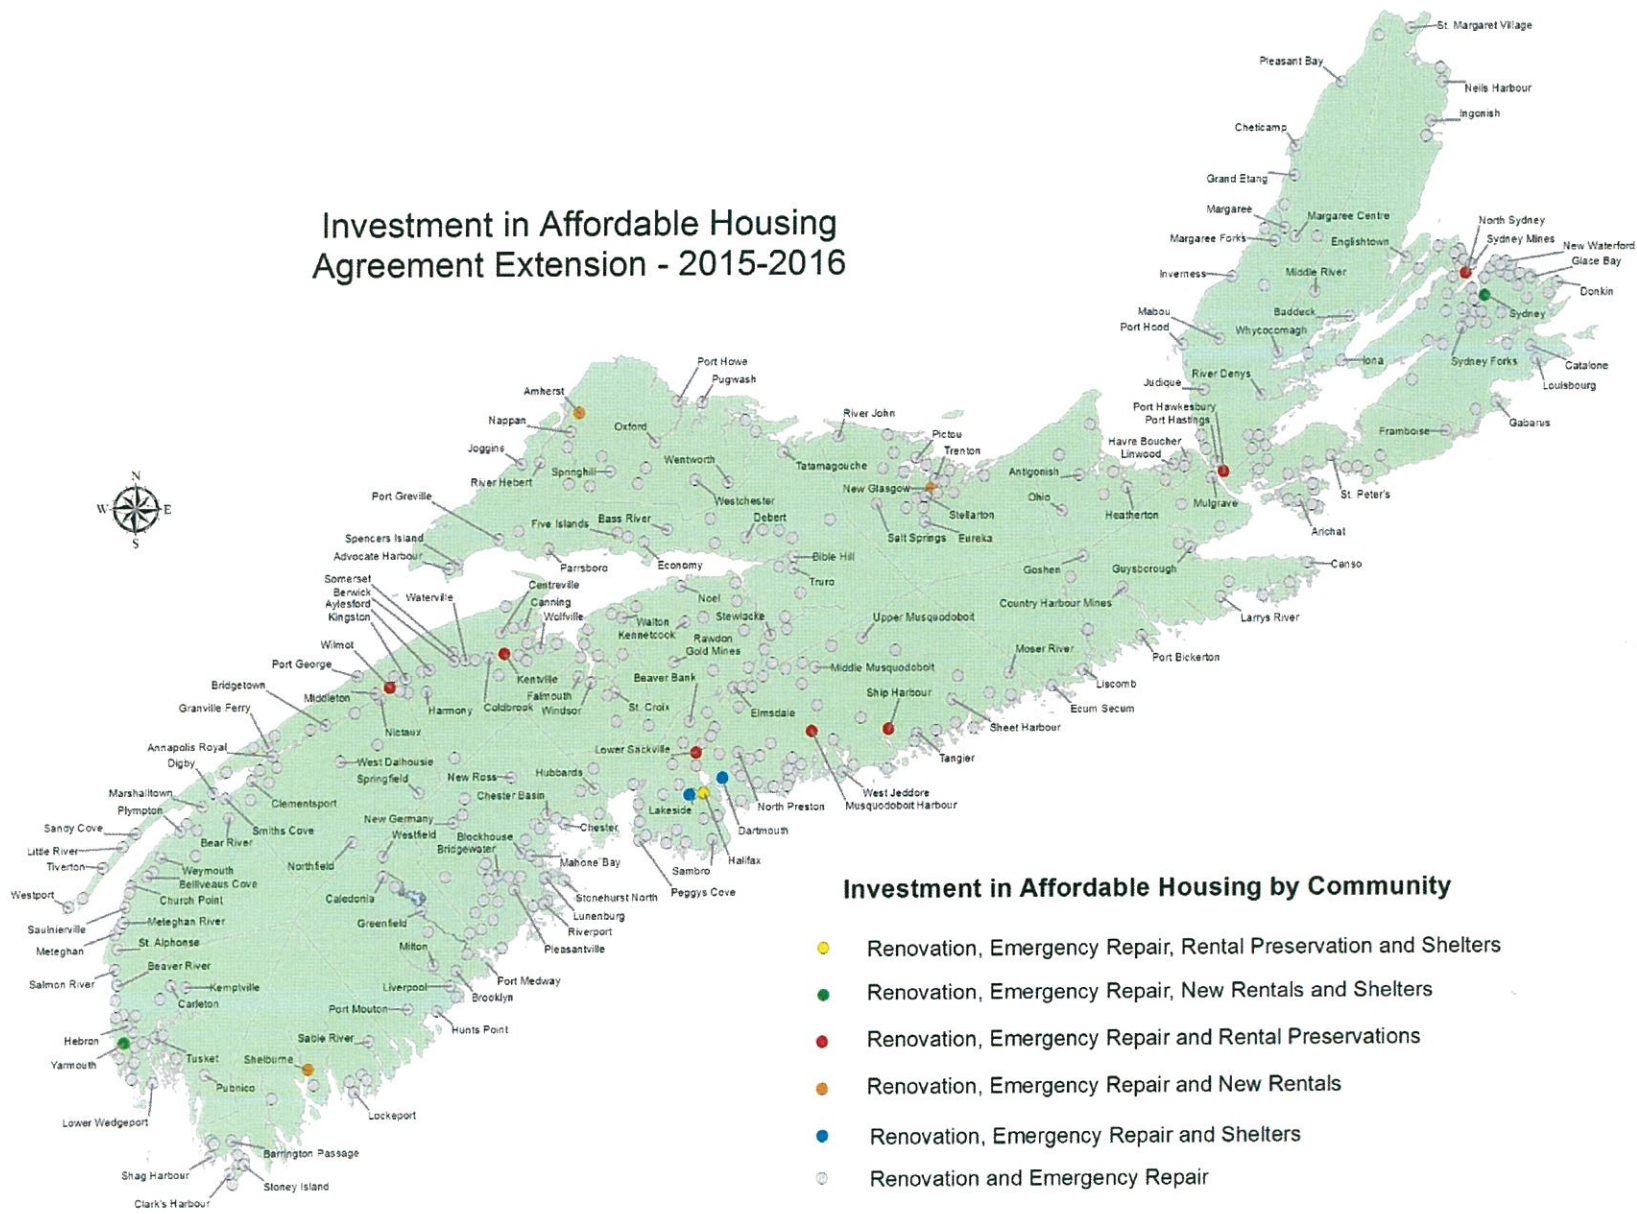 Investment in Affordable Housing
Agreement Extension - 2015-2016
St. Margaret Village
Pleasant Bay
Neils Harbour
Ingonish
Cheticamp
Grand Etang
Margaree
Margaree Centre
Margaree Forks
Englishtown
North Sydney
Sydney Mines
New Waterford
Glace Bay
Inverness
Middle River
Donkin
Mabou
Baddeck
Sydney
Port Hood
Whycocomagh
Iona
Sydney Forks
Catalone
Louisbourg
Judique
River Denys
Port Hawkesbury
Port Hastings
Gabarus
Framboise
Havre Boucher
Linwood
Port Howe
Pugwash
Amherst
Nappan
Oxford
River John
Pictou
Trenton
Joggins
Springhill
Wentworth
Tatamagouche
Antigonish
River Hebert
New Glasgow
Port Greville
Westchester
Ohio
Heatherton
Mulgrave
St. Peter's
Five Islands
Bass River
Debert
Stellarton
Arichat
Spencers Island
Salt Springs
Eureka
Advocate Harbour
Parrsboro
Economy
Bible Hill
Goshen
Guysborough
Canso
Somerset
Berwick
Aylesford
Kingston
Waterville
Centreville
Canning
Wolfville
Truro
Noel
Walton
Kennetcook
Stewiacke
Rawdon
Gold Mines
Upper Musquodoboit
Country Harbour Mines
Larrys River
Wilmot
Port George
Middle Musquodoboit
Moser River
Port Bickerton
Bridgetown
Middleton
Kentville
Falmouth
Beaver Bank
Ship Harbour
Liscomb
Granville Ferry
Harmony
Coldbrook
Windsor
St. Croix
Elmsdale
Ecum Secum
Nictaux
Sheet Harbour
Annapolis Royal
Lower Sackville
Tangier
Digby
West Dalhousie
Springfield
New Ross
Hubbards
Marshalltown
Chester Basin
West Jeddore
Plympton
Clementsport
Lakeside
North Preston
Musquodoboit Harbour
Sandy Cove
Smiths Cove
New Germany
Westfield
Blockhouse
Chester
Dartmouth
Little River
Bear River
Bridgewater
Tiverton
Northfield
Mahone Bay
Halifax
Weymouth
Sambro
Westport
Belliveaus Cove
Peggys Cove
Church Point
Caledonia
Stonehurst North
Saulnierville
Meteghan River
Greenfield
Lunenburg
Riverport
Meteghan
St. Alphonse
Milton
Pleasantville
Salmon River
Beaver River
Port Medway
Kemptville
Liverpool
Brooklyn
Carleton
Port Mouton
Hunts Point
Hebron
Sable River
Yarmouth
Tusket
Shelburne
Pubnico
Lower Wedgeport
Lockeport
Barrington Passage
Shag Harbour
Stoney Island
Clark's Harbour
N
W
E
S
Investment in Affordable Housing by Community
Renovation, Emergency Repair, Rental Preservation and Shelters
Renovation, Emergency Repair, New Rentals and Shelters
Renovation, Emergency Repair and Rental Preservations
Renovation, Emergency Repair and New Rentals
Renovation, Emergency Repair and Shelters
Renovation and Emergency Repair